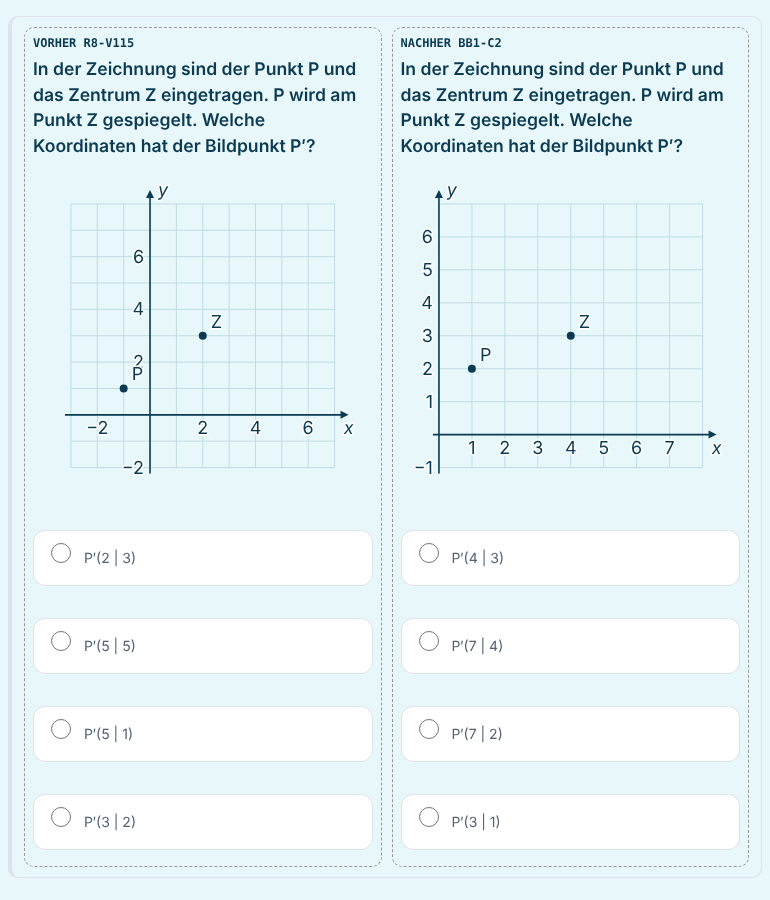 VORHER R8-V115
In der Zeichnung sind der Punkt P und
das Zentrum Z eingetragen. P wird am
Punkt Z gespiegelt. Welche
Koordinaten hat der Bildpunkt P′?
y
6
4
Z
2
P
−2
2
4
6
x
−2
P′(2 | 3)
P′(5 | 5)
P′(5 | 1)
P′(3 | 2)
NACHHER BB1-C2
In der Zeichnung sind der Punkt P und
das Zentrum Z eingetragen. P wird am
Punkt Z gespiegelt. Welche
Koordinaten hat der Bildpunkt P′?
y
6
5
4
Z
3
P
2
1
1
2
3
4
5
6
7
x
−1
P′(4 | 3)
P′(7 | 4)
P′(7 | 2)
P′(3 | 1)